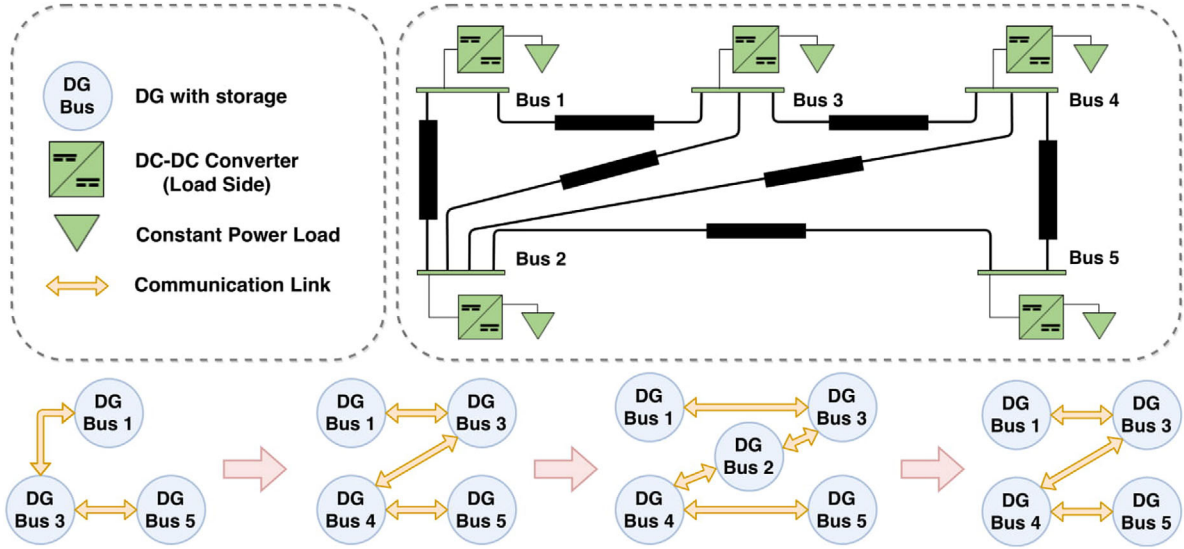 DG
Bus
DG with storage
DC-DC Converter
(Load Side)
Constant Power Load
Communication Link
Bus 1
Bus 3
Bus 4
Bus 2
Bus 5
DG
Bus 1
DG
Bus 3
DG
Bus 5
DG
Bus 1
DG
Bus 3
DG
Bus 4
DG
Bus 5
DG
Bus 1
DG
Bus 3
DG
Bus 2
DG
Bus 4
DG
Bus 5
DG
Bus 1
DG
Bus 3
DG
Bus 4
DG
Bus 5